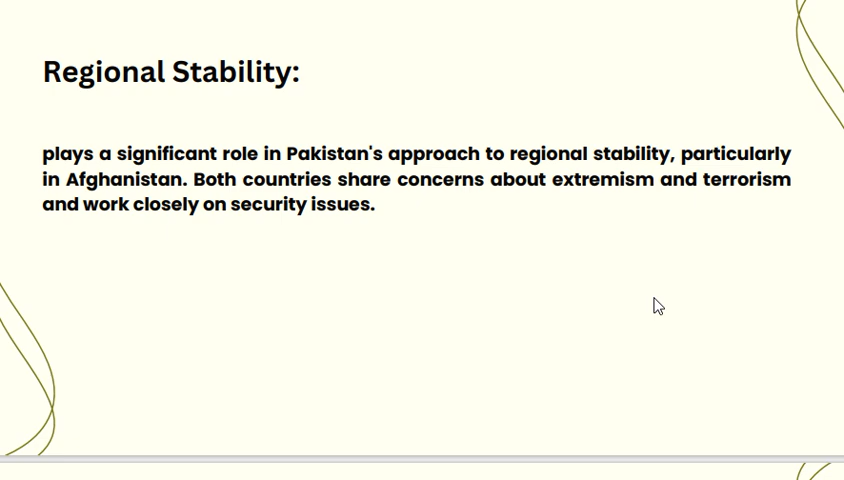 Regional Stability:
plays a significant role in Pakistan's approach to regional stability, particularly
in Afghanistan. Both countries share concerns about extremism and terrorism
and work closely on security issues.